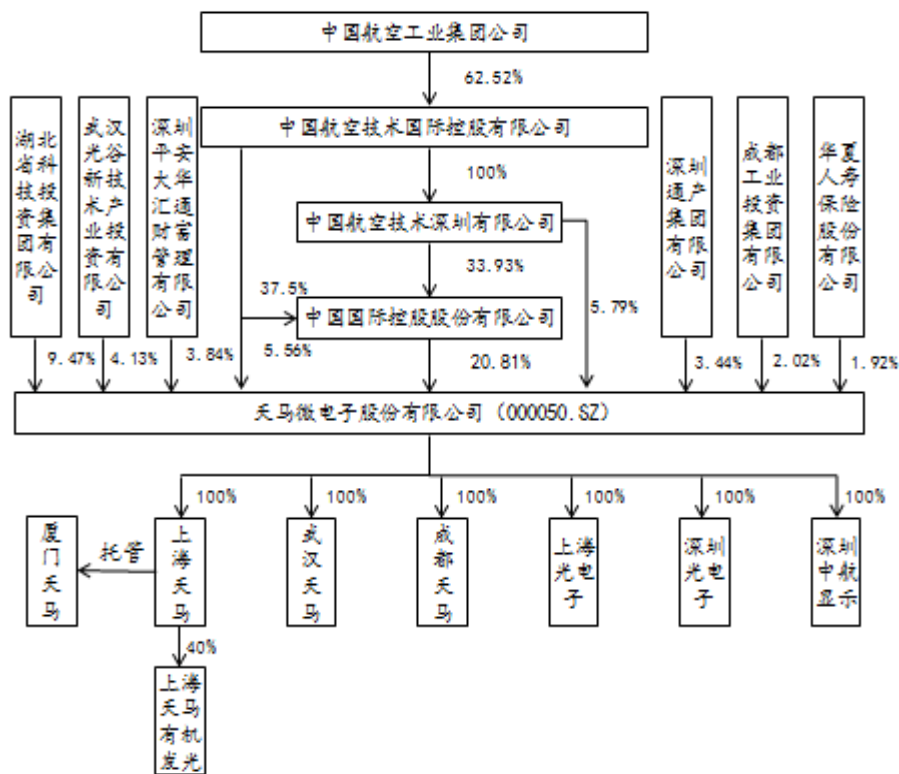 中国航空工业集团公司
62.52%
中国航空技术国际控股有限公司
湖北省科技投资集团有限公司
武汉光谷新技术产业投资有限公司
深圳平安大华汇通财富管理有限公司
100%
中国航空技术深圳有限公司
深圳通产集团有限公司
成都工业投资集团有限公司
华夏人寿保险股份有限公司
33.93%
37.5%
中国国际控股股份有限公司
5.79%
9.47%
4.13%
3.84%
5.56%
20.81%
3.44%
2.02%
1.92%
天马微电子股份有限公司（000050.SZ）
100%
100%
100%
100%
100%
100%
厦门天马
托管
上海天马
武汉天马
成都天马
上海光电子
深圳光电子
深圳中航显示
40%
上海天马有机发光